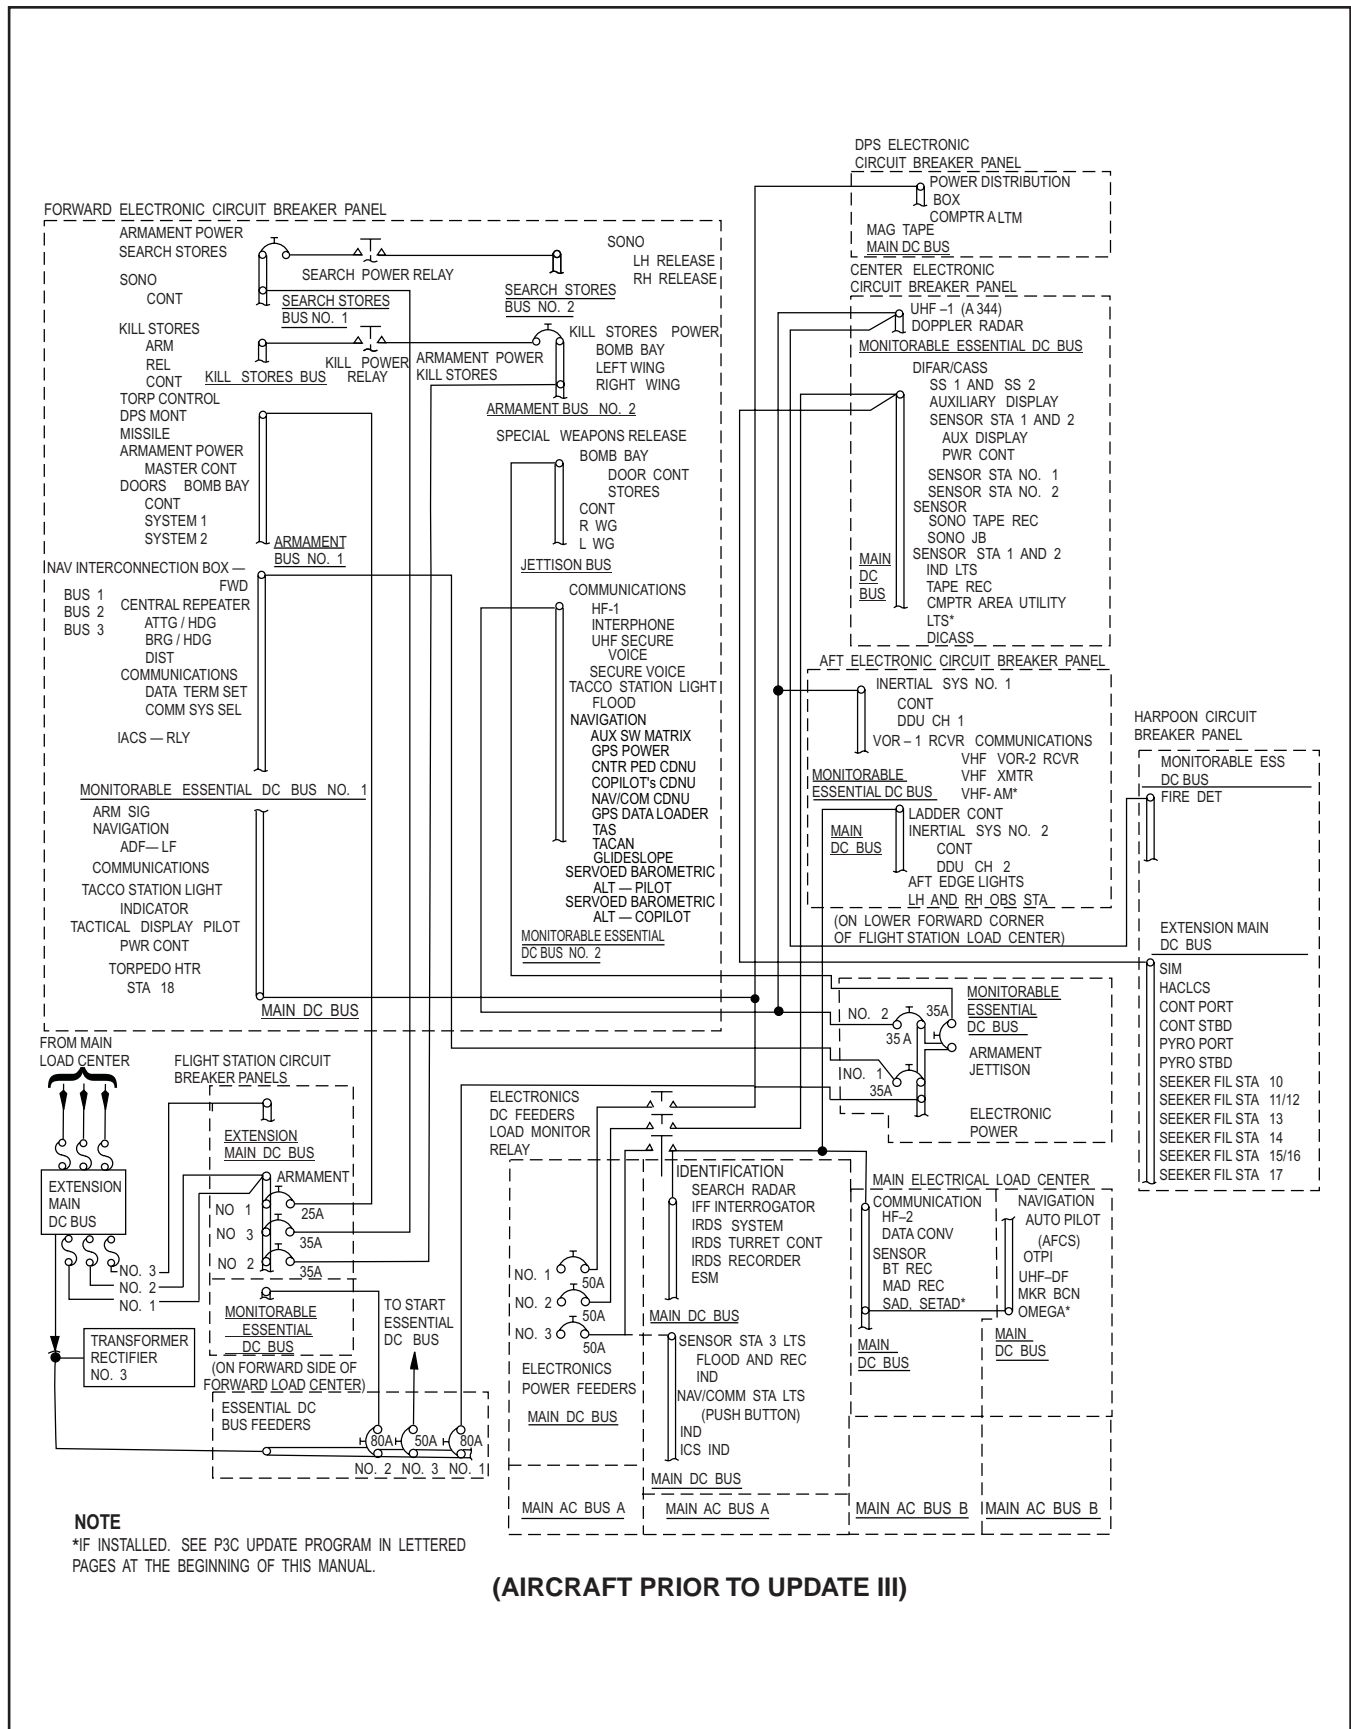 DPS ELECTRONIC
CIRCUIT BREAKER PANEL
POWER DISTRIBUTION
BOX
COMPTR ALTM
MAG TAPE
MAIN DC BUS
FORWARD ELECTRONIC CIRCUIT BREAKER PANEL
ARMAMENT POWER
SEARCH STORES
SONO
CONT
SEARCH POWER RELAY
SEARCH STORES
BUS NO. 1
SONO
LH RELEASE
RH RELEASE
SEARCH STORES
BUS NO. 2
KILL STORES
ARM
REL
CONT
KILL STORES BUS
KILL POWER
RELAY
ARMAMENT POWER
KILL STORES
KILL STORES POWER
BOMB BAY
LEFT WING
RIGHT WING
ARMAMENT BUS NO. 2
TORP CONTROL
DPS MONT
MISSILE
ARMAMENT POWER
MASTER CONT
DOORS BOMB BAY
CONT
SYSTEM 1
SYSTEM 2
ARMAMENT
BUS NO. 1
SPECIAL WEAPONS RELEASE
BOMB BAY
DOOR CONT
STORES
CONT
R WG
L WG
JETTISON BUS
NAV INTERCONNECTION BOX —
FWD
BUS 1
BUS 2
BUS 3
CENTRAL REPEATER
ATTG / HDG
BRG / HDG
DIST
COMMUNICATIONS
DATA TERM SET
COMM SYS SEL
IACS — RLY
MONITORABLE ESSENTIAL DC BUS NO. 1
COMMUNICATIONS
HF-1
INTERPHONE
UHF SECURE
VOICE
SECURE VOICE
TACCO STATION LIGHT
FLOOD
NAVIGATION
AUX SW MATRIX
GPS POWER
CNTR PED CDNU
COPILOT's CDNU
NAV/COM CDNU
GPS DATA LOADER
TAS
TACAN
GLIDESLOPE
SERVOED BAROMETRIC
ALT — PILOT
SERVOED BAROMETRIC
ALT — COPILOT
MONITORABLE ESSENTIAL
DC BUS NO. 2
ARM SIG
NAVIGATION
ADF— LF
COMMUNICATIONS
TACCO STATION LIGHT
INDICATOR
TACTICAL DISPLAY PILOT
PWR CONT
TORPEDO HTR
STA 18
MAIN DC BUS
CENTER ELECTRONIC
CIRCUIT BREAKER PANEL
UHF –1 (A 344)
DOPPLER RADAR
MONITORABLE ESSENTIAL DC BUS
DIFAR/CASS
SS 1 AND SS 2
AUXILIARY DISPLAY
SENSOR STA 1 AND 2
AUX DISPLAY
PWR CONT
SENSOR STA NO. 1
SENSOR STA NO. 2
SENSOR
SONO TAPE REC
SONO JB
SENSOR STA 1 AND 2
IND LTS
TAPE REC
CMPTR AREA UTILITY
LTS*
DICASS
MAIN
DC
BUS
AFT ELECTRONIC CIRCUIT BREAKER PANEL
INERTIAL SYS NO. 1
CONT
DDU CH 1
VOR – 1 RCVR COMMUNICATIONS
VHF VOR-2 RCVR
VHF XMTR
VHF- AM*
MONITORABLE
ESSENTIAL DC BUS
LADDER CONT
INERTIAL SYS NO. 2
CONT
DDU CH 2
AFT EDGE LIGHTS
LH AND RH OBS STA
MAIN
DC BUS
(ON LOWER FORWARD CORNER
OF FLIGHT STATION LOAD CENTER)
HARPOON CIRCUIT
BREAKER PANEL
MONITORABLE ESS
DC BUS
FIRE DET
EXTENSION MAIN
DC BUS
SIM
HACLCS
CONT PORT
CONT STBD
PYRO PORT
PYRO STBD
SEEKER FIL STA 10
SEEKER FIL STA 11/12
SEEKER FIL STA 13
SEEKER FIL STA 14
SEEKER FIL STA 15/16
SEEKER FIL STA 17
NO. 2
35 A
35A
NO. 1
35A
MONITORABLE
ESSENTIAL
DC BUS
ARMAMENT
JETTISON
ELECTRONIC
POWER
FROM MAIN
LOAD CENTER
EXTENSION
MAIN
DC BUS
NO. 3
NO. 2
NO. 1
TRANSFORMER
RECTIFIER
NO. 3
FLIGHT STATION CIRCUIT
BREAKER PANELS
EXTENSION
MAIN DC BUS
ARMAMENT
NO 1
25A
NO 3
35A
NO 2
35A
MONITORABLE
ESSENTIAL
DC BUS
(ON FORWARD SIDE OF
FORWARD LOAD CENTER)
ESSENTIAL DC
BUS FEEDERS
80A
50A
80A
NO. 2 NO. 3 NO. 1
TO START
ESSENTIAL
DC BUS
ELECTRONICS
DC FEEDERS
LOAD MONITOR
RELAY
NO. 1
50A
NO. 2
50A
NO. 3
50A
ELECTRONICS
POWER FEEDERS
MAIN DC BUS
MAIN AC BUS A
IDENTIFICATION
SEARCH RADAR
IFF INTERROGATOR
IRDS SYSTEM
IRDS TURRET CONT
IRDS RECORDER
ESM
MAIN DC BUS
SENSOR STA 3 LTS
FLOOD AND REC
IND
NAV/COMM STA LTS
(PUSH BUTTON)
IND
ICS IND
MAIN DC BUS
MAIN AC BUS A
MAIN ELECTRICAL LOAD CENTER
COMMUNICATION
HF–2
DATA CONV
SENSOR
BT REC
MAD REC
SAD, SETAD*
MAIN
DC BUS
MAIN AC BUS B
NAVIGATION
AUTO PILOT
(AFCS)
OTPI
UHF–DF
MKR BCN
OMEGA*
MAIN
DC BUS
MAIN AC BUS B
NOTE
*IF INSTALLED. SEE P3C UPDATE PROGRAM IN LETTERED
PAGES AT THE BEGINNING OF THIS MANUAL.
(AIRCRAFT PRIOR TO UPDATE III)